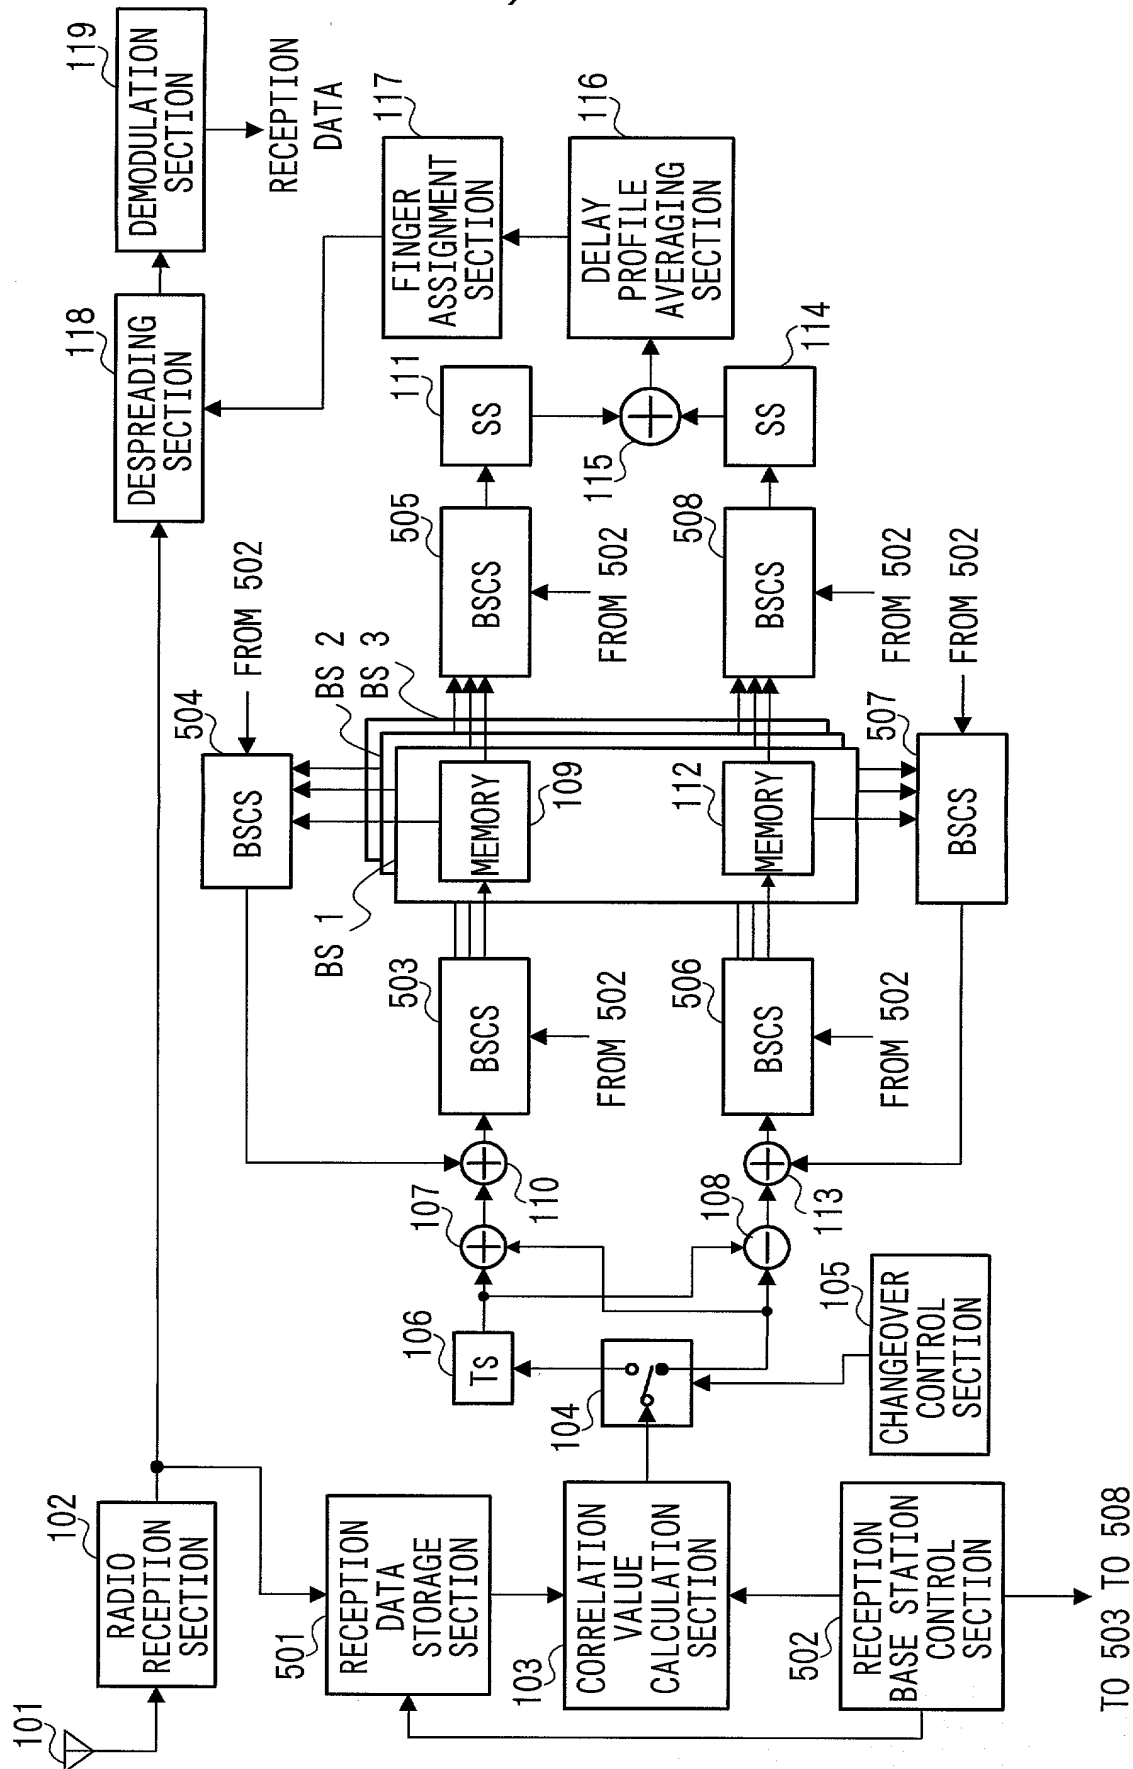 101
102
RADIO
RECEPTION
SECTION
118
DESPREADING
SECTION
119
DEMODULATION
SECTION
RECEPTION
DATA
501
RECEPTION
DATA
STORAGE
SECTION
103
CORRELATION
VALUE
CALCULATION
SECTION
502
RECEPTION
BASE STATION
CONTROL
SECTION
TO 503 TO 508
104
105
CHANGEOVER
CONTROL
SECTION
106
TS
107
108
110
113
503
BSCS
FROM 502
506
BSCS
FROM 502
504
BSCS
FROM 502
BS 1
BS 2
BS 3
MEMORY
109
MEMORY
112
507
BSCS
FROM 502
505
BSCS
FROM 502
508
BSCS
FROM 502
111
SS
114
SS
115
116
DELAY
PROFILE
AVERAGING
SECTION
117
FINGER
ASSIGNMENT
SECTION